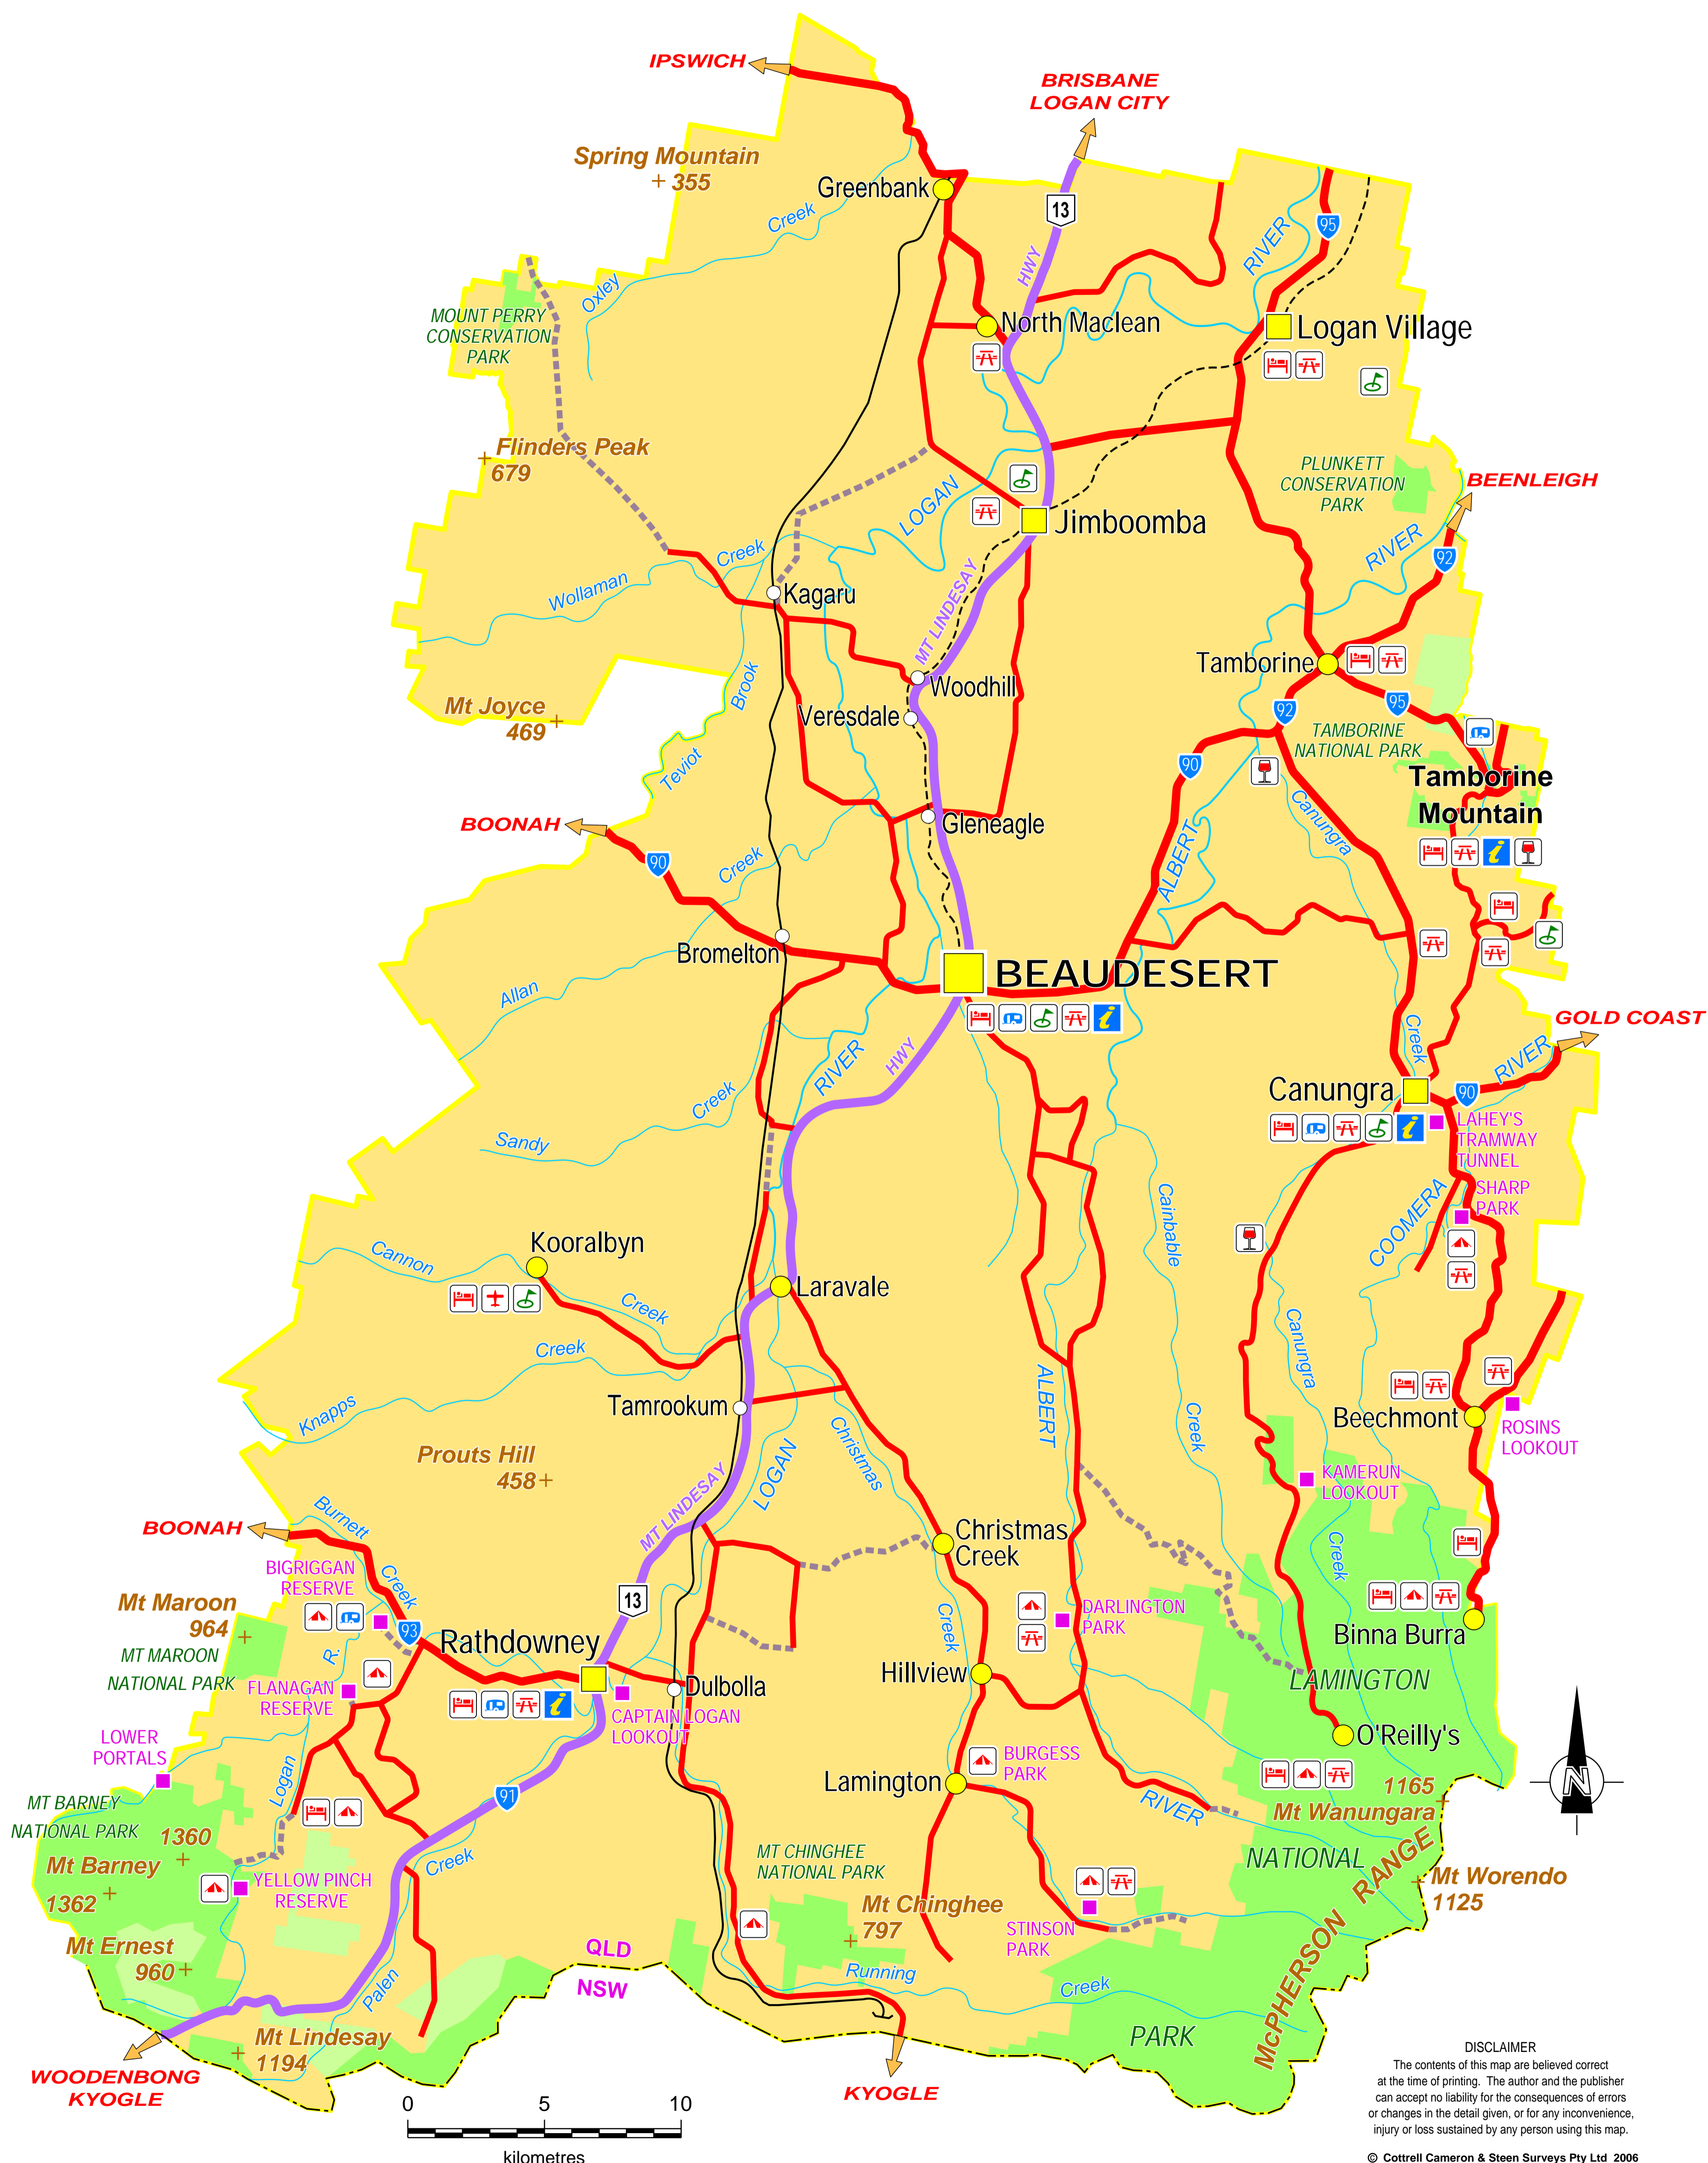 IPSWICH
BRISBANE
LOGAN CITY
Spring Mountain
355
Greenbank
13
95
Creek
HWY
RIVER
Oxley
MOUNT PERRY
CONSERVATION
PARK
North Maclean
Logan Village
Flinders Peak
679
PLUNKETT
CONSERVATION
PARK
BEENLEIGH
LOGAN
Jimboomba
RIVER
92
Creek
Wollaman
Kagaru
MT LINDESAY
Tamborine
Woodhill
Brook
Mt Joyce
469
Veresdale
92
95
TAMBORINE
NATIONAL PARK
Teviot
90
Tamborine
Mountain
BOONAH
Gleneagle
Canungra
90
Creek
ALBERT
Bromelton
BEAUDESERT
Allan
GOLD COAST
Creek
RIVER
RIVER
HWY
Canungra
90
Creek
LAHEY'S
TRAMWAY
TUNNEL
Sandy
SHARP
PARK
Cainbable
COOMERA
Kooralbyn
Cannon
Laravale
Creek
Creek
Canungra
ALBERT
Knapps
Tamrookum
Creek
Beechmont
ROSINS
LOOKOUT
Christmas
Prouts Hill
458
LOGAN
KAMERUN
LOOKOUT
MT LINDESAY
Burnett
BOONAH
Christmas
Creek
Creek
BIGRIGGAN
RESERVE
Creek
Mt Maroon
964
13
DARLINGTON
PARK
93
Creek
Binna Burra
R.
Rathdowney
MT MAROON
NATIONAL PARK
Hillview
LAMINGTON
FLANAGAN
RESERVE
Dulbolla
CAPTAIN LOGAN
LOOKOUT
O'Reilly's
LOWER
PORTALS
BURGESS
PARK
Lamington
1165
Mt Wanungara
N
Logan
91
RIVER
MT BARNEY
NATIONAL PARK
1360
Mt Barney
1362
Creek
MT CHINGHEE
NATIONAL PARK
NATIONAL
YELLOW PINCH
RESERVE
Mt Worendo
1125
Mt Chinghee
797
STINSON
PARK
McPHERSON RANGE
Mt Ernest
960
QLD
NSW
Palen
Running
Creek
Mt Lindesay
1194
PARK
WOODENBONG
KYOGLE
KYOGLE
0 5 10
kilometres
DISCLAIMER
The contents of this map are believed correct
at the time of printing. The author and the publisher
can accept no liability for the consequences of errors
or changes in the detail given, or for any inconvenience,
injury or loss sustained by any person using this map.
© Cottrell Cameron & Steen Surveys Pty Ltd 2006